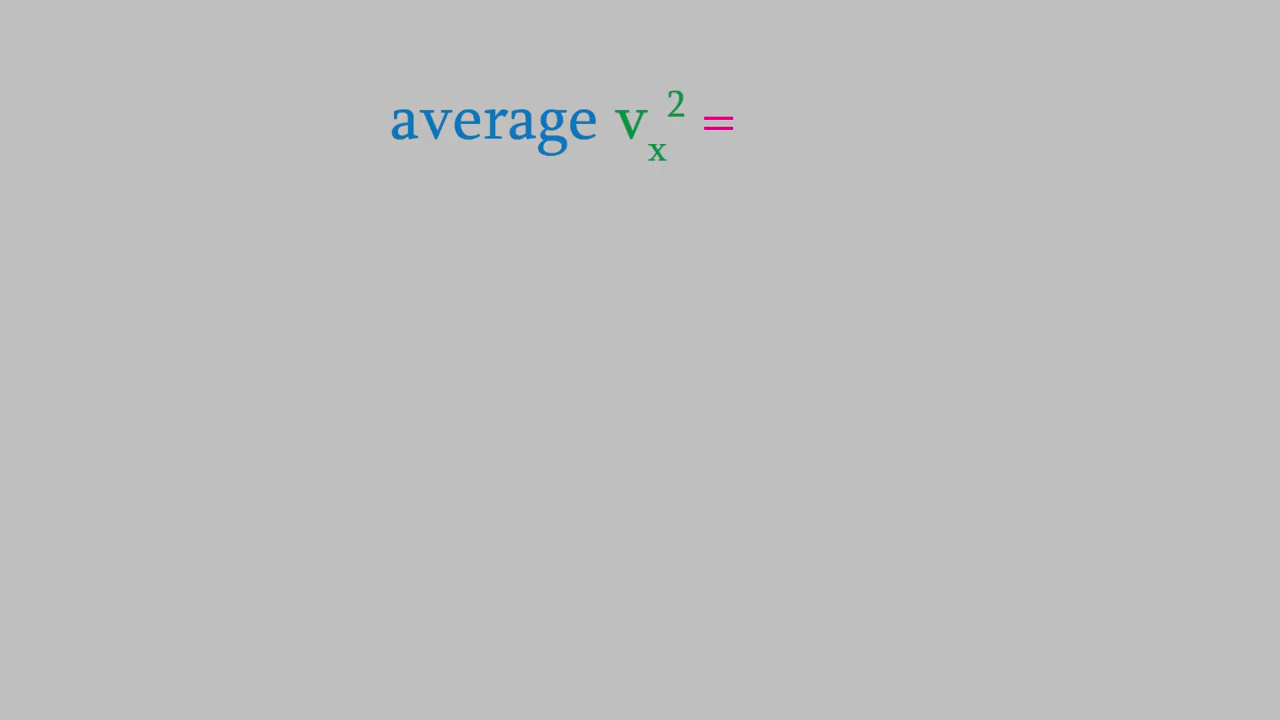 average vₓ² =